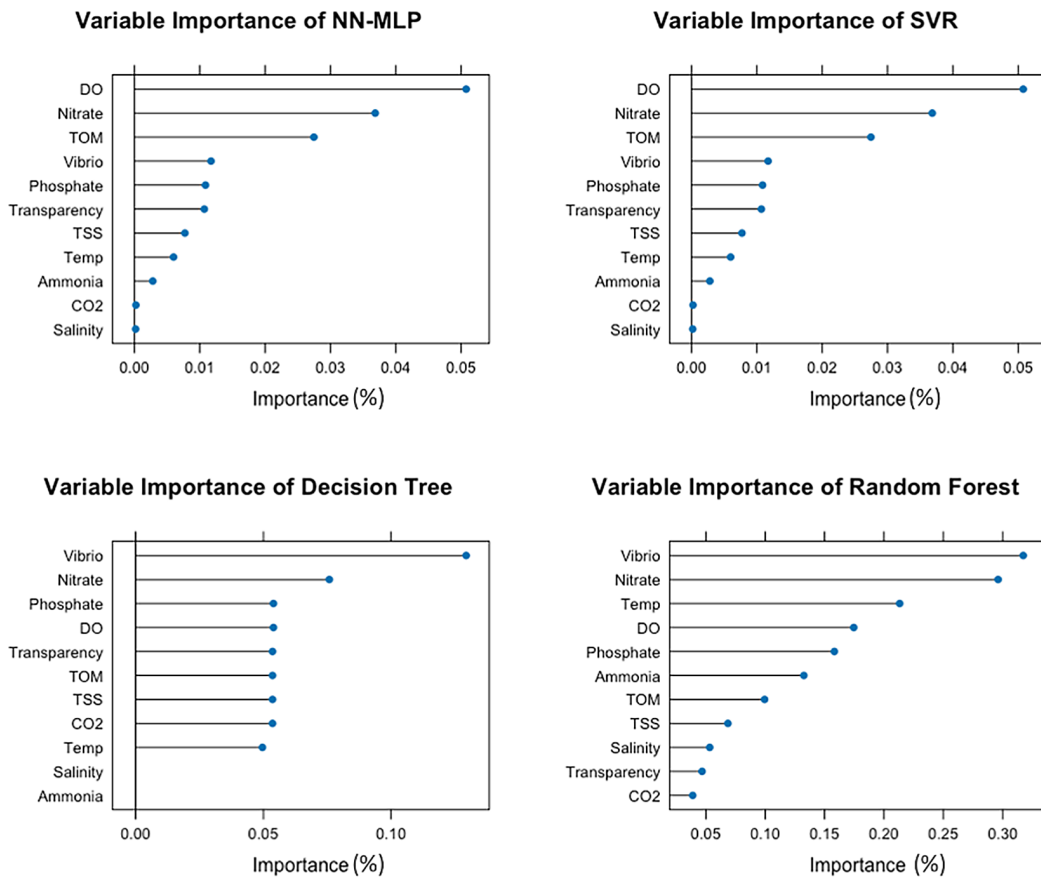 Variable Importance of NN-MLP
DO
Nitrate
TOM
Vibrio
Phosphate
Transparency
TSS
Temp
Ammonia
CO2
Salinity
0.00 0.01 0.02 0.03 0.04 0.05
Importance (%)
Variable Importance of SVR
DO
Nitrate
TOM
Vibrio
Phosphate
Transparency
TSS
Temp
Ammonia
CO2
Salinity
0.00 0.01 0.02 0.03 0.04 0.05
Importance (%)
Variable Importance of Decision Tree
Vibrio
Nitrate
Phosphate
DO
Transparency
TOM
TSS
CO2
Temp
Salinity
Ammonia
0.00 0.05 0.10
Importance (%)
Variable Importance of Random Forest
Vibrio
Nitrate
Temp
DO
Phosphate
Ammonia
TOM
TSS
Salinity
Transparency
CO2
0.05 0.10 0.15 0.20 0.25 0.30
Importance (%)